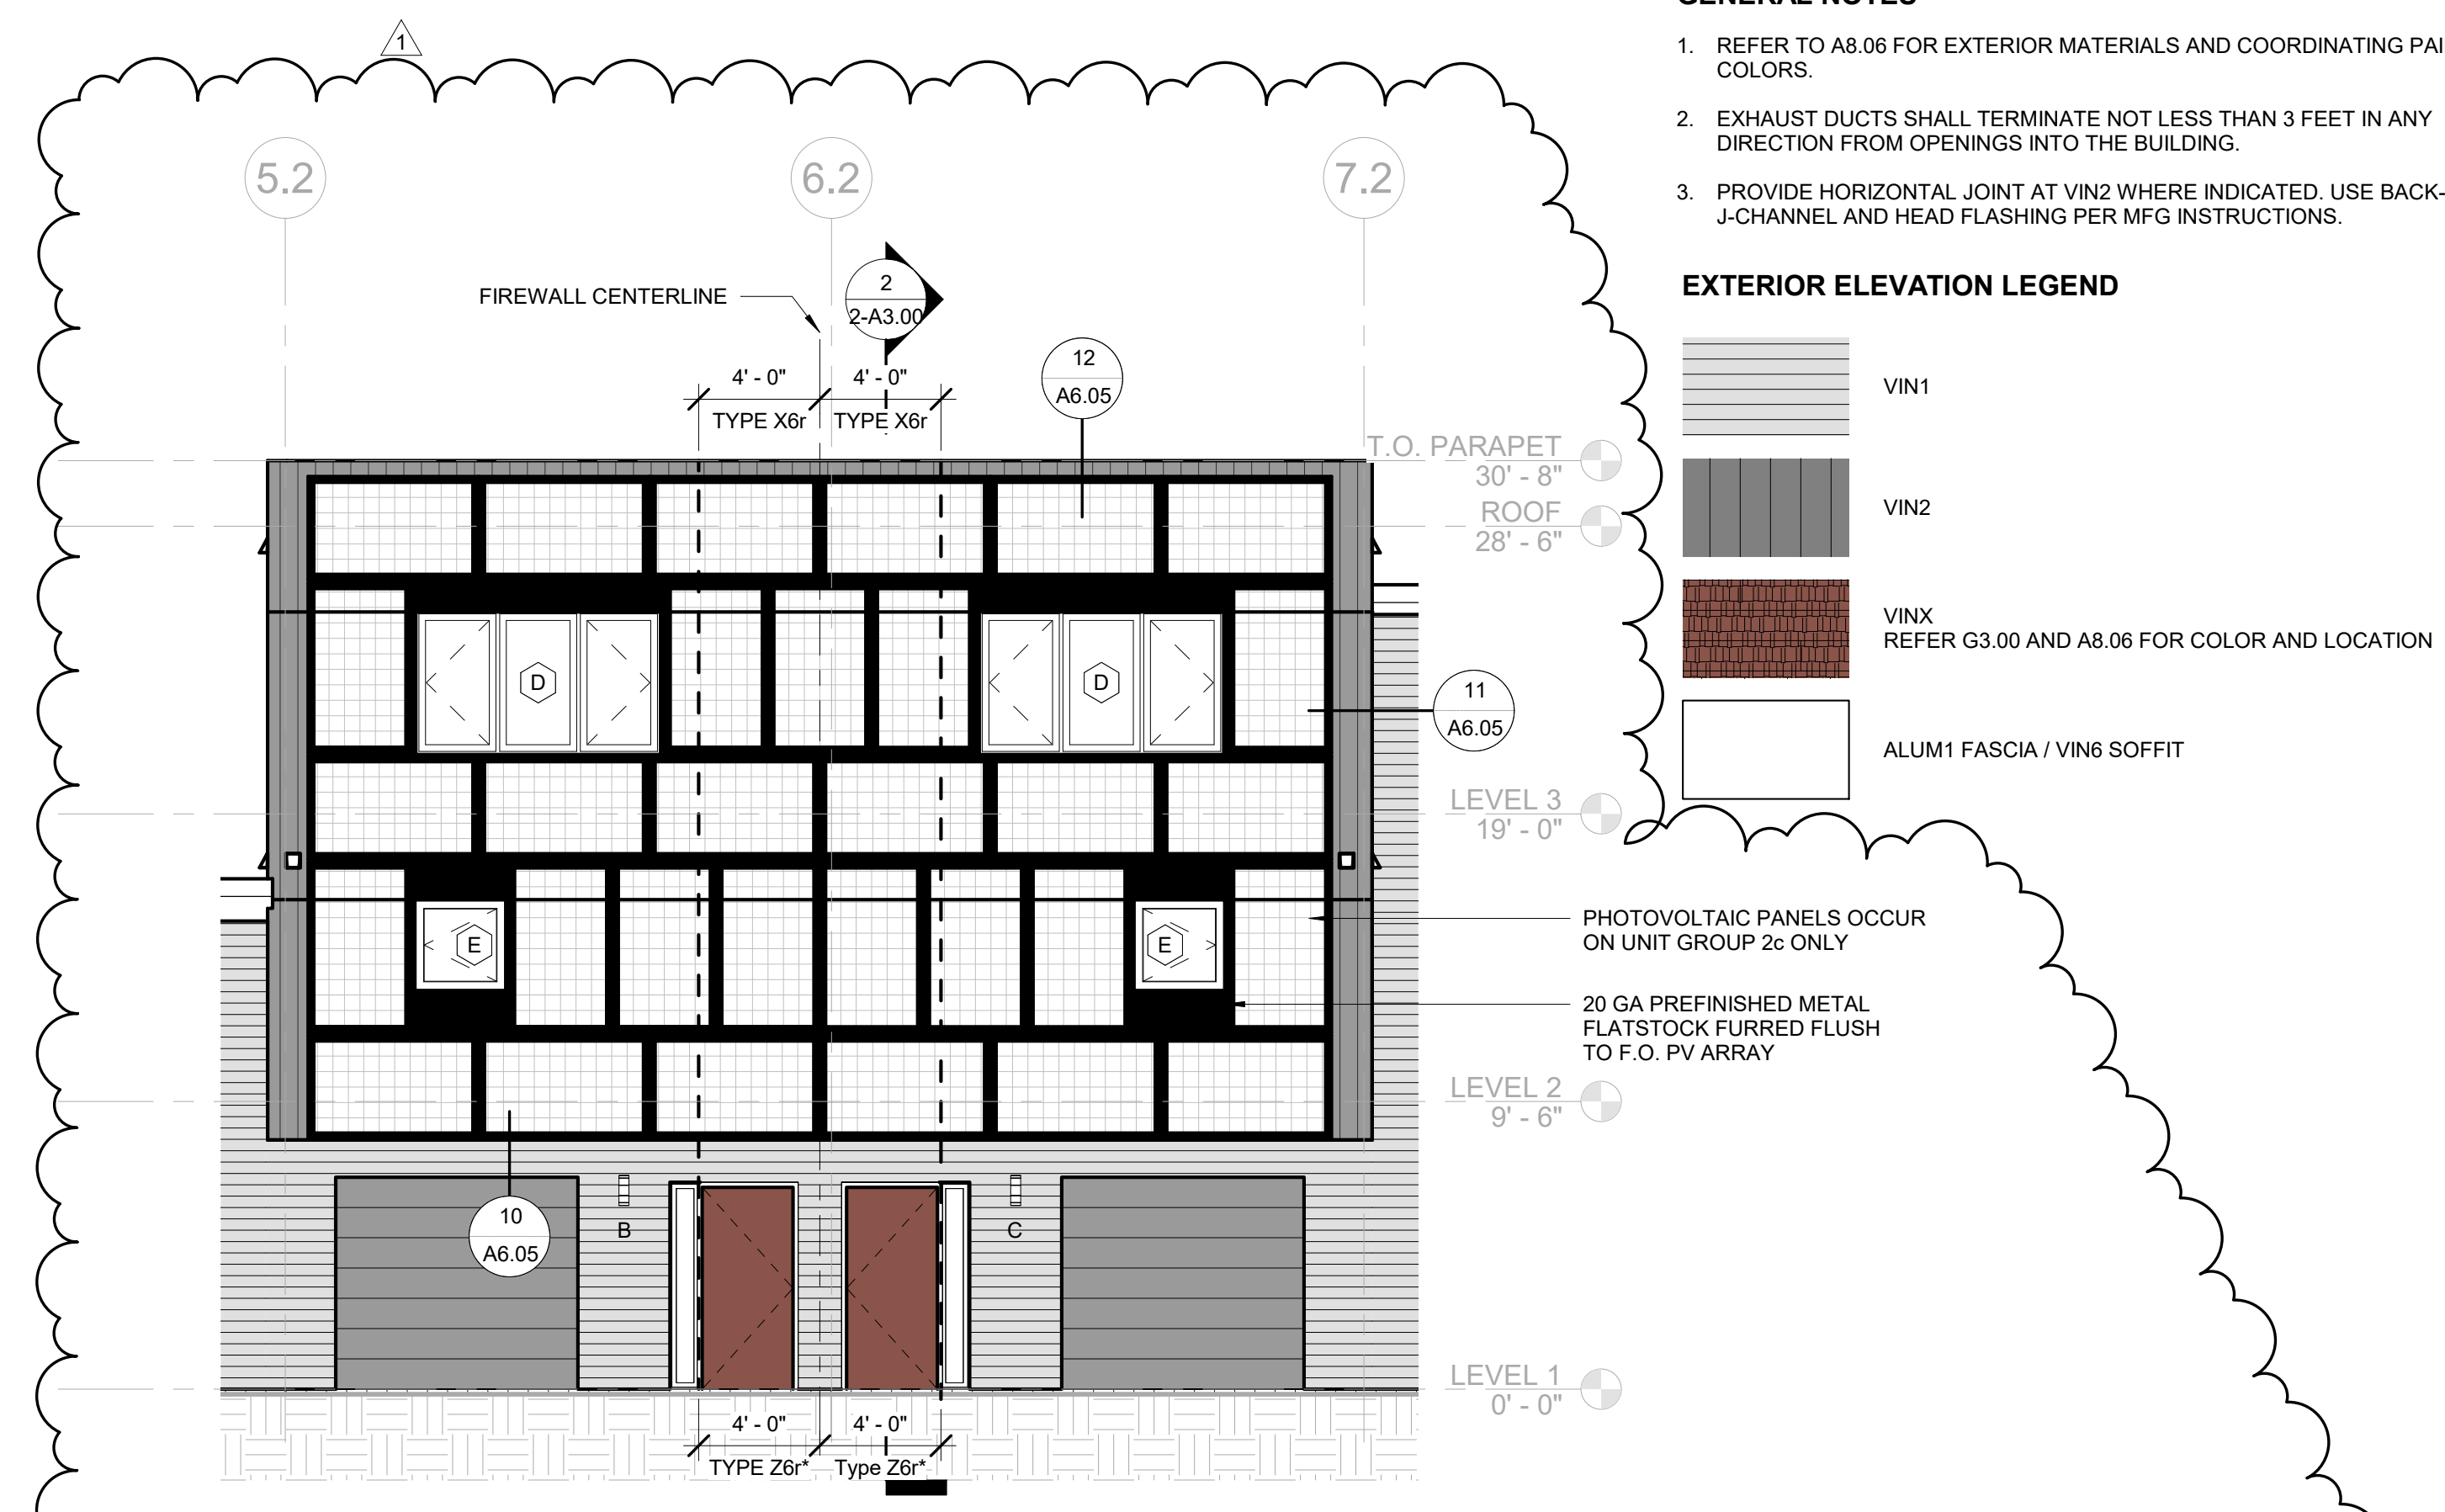 GENERAL NOTES
1. REFER TO A8.06 FOR EXTERIOR MATERIALS AND COORDINATING PAI
COLORS.
2. EXHAUST DUCTS SHALL TERMINATE NOT LESS THAN 3 FEET IN ANY
DIRECTION FROM OPENINGS INTO THE BUILDING.
3. PROVIDE HORIZONTAL JOINT AT VIN2 WHERE INDICATED. USE BACK-
J-CHANNEL AND HEAD FLASHING PER MFG INSTRUCTIONS.
EXTERIOR ELEVATION LEGEND
VIN1
VIN2
VINX
REFER G3.00 AND A8.06 FOR COLOR AND LOCATION
ALUM1 FASCIA / VIN6 SOFFIT
1
5.2
6.2
7.2
FIREWALL CENTERLINE
2
2-A3.00
12
A6.05
4' - 0"
4' - 0"
TYPE X6r
TYPE X6r
T.O. PARAPET
30' - 8"
ROOF
28' - 6"
D
D
11
A6.05
LEVEL 3
19' - 0"
E
E
PHOTOVOLTAIC PANELS OCCUR
ON UNIT GROUP 2c ONLY
20 GA PREFINISHED METAL
FLATSTOCK FURRED FLUSH
TO F.O. PV ARRAY
LEVEL 2
9' - 6"
10
A6.05
B
C
LEVEL 1
0' - 0"
4' - 0"
4' - 0"
TYPE Z6r*
Type Z6r*